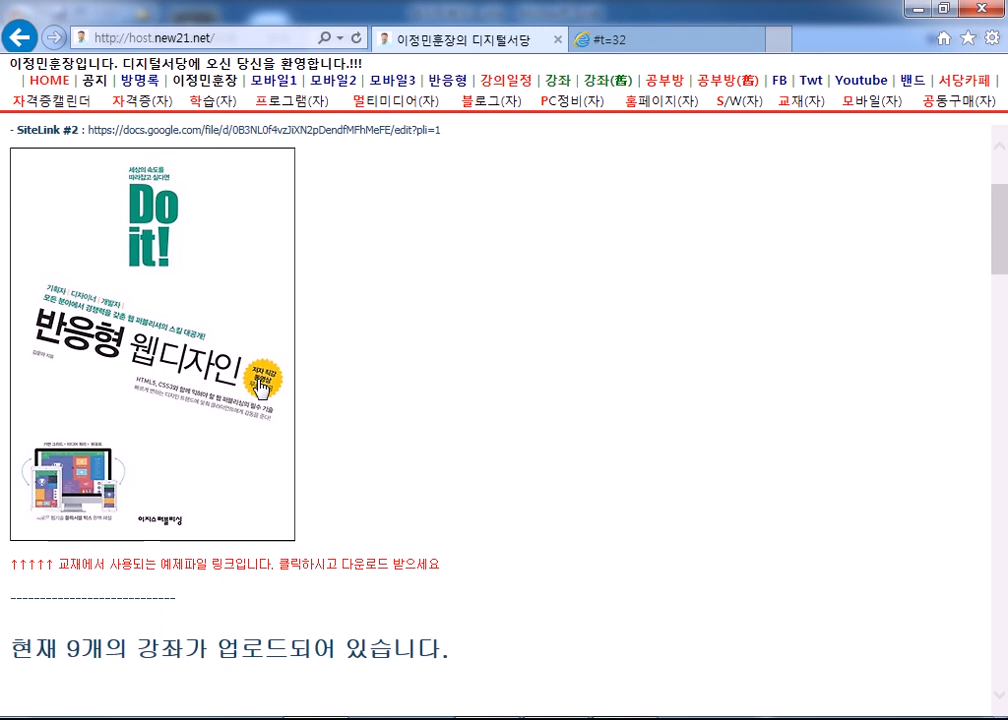 http://host.new21.net/
이정민훈장의 디지털서당
#t=32
이정민훈장입니다. 디지털서당에 오신 당신을 환영합니다.!!!
| HOME | 공지 | 방명록 | 이정민훈장 | 모바일1 | 모바일2 | 모바일3 | 반응형 | 강의일정 | 강좌 | 강좌(舊) | 공부방 | 공부방(舊) | FB | Twt | Youtube | 밴드 | 서당카페 |
자격증캘린더 자격증(자) 학습(자) 프로그램(자) 멀티미디어(자) 블로그(자) PC정비(자) 홈페이지(자) S/W(자) 교재(자) 모바일(자) 공동구매(자)
- SiteLink #2 : https://docs.google.com/file/d/0B3NL0f4vzJiXN2pDendfMFhMeFE/edit?pli=1
세상의 속도를
따라잡고 싶다면
Do
it!
기획자 | 디자이너 | 개발자 |
모든 분야에서 경쟁력을 갖춘 웹 퍼블리셔의 스킬 대공개!
반응형 웹디자인
김운아 지음
저자 직강
동영상
HTML5, CSS3와 함께 익혀야 할 웹 퍼블리싱의 필수 기술
이지스퍼블리싱
↑↑↑↑↑ 교재에서 사용되는 예제파일 링크입니다. 클릭하시고 다운로드 받으세요
----------------------------
현재 9개의 강좌가 업로드되어 있습니다.